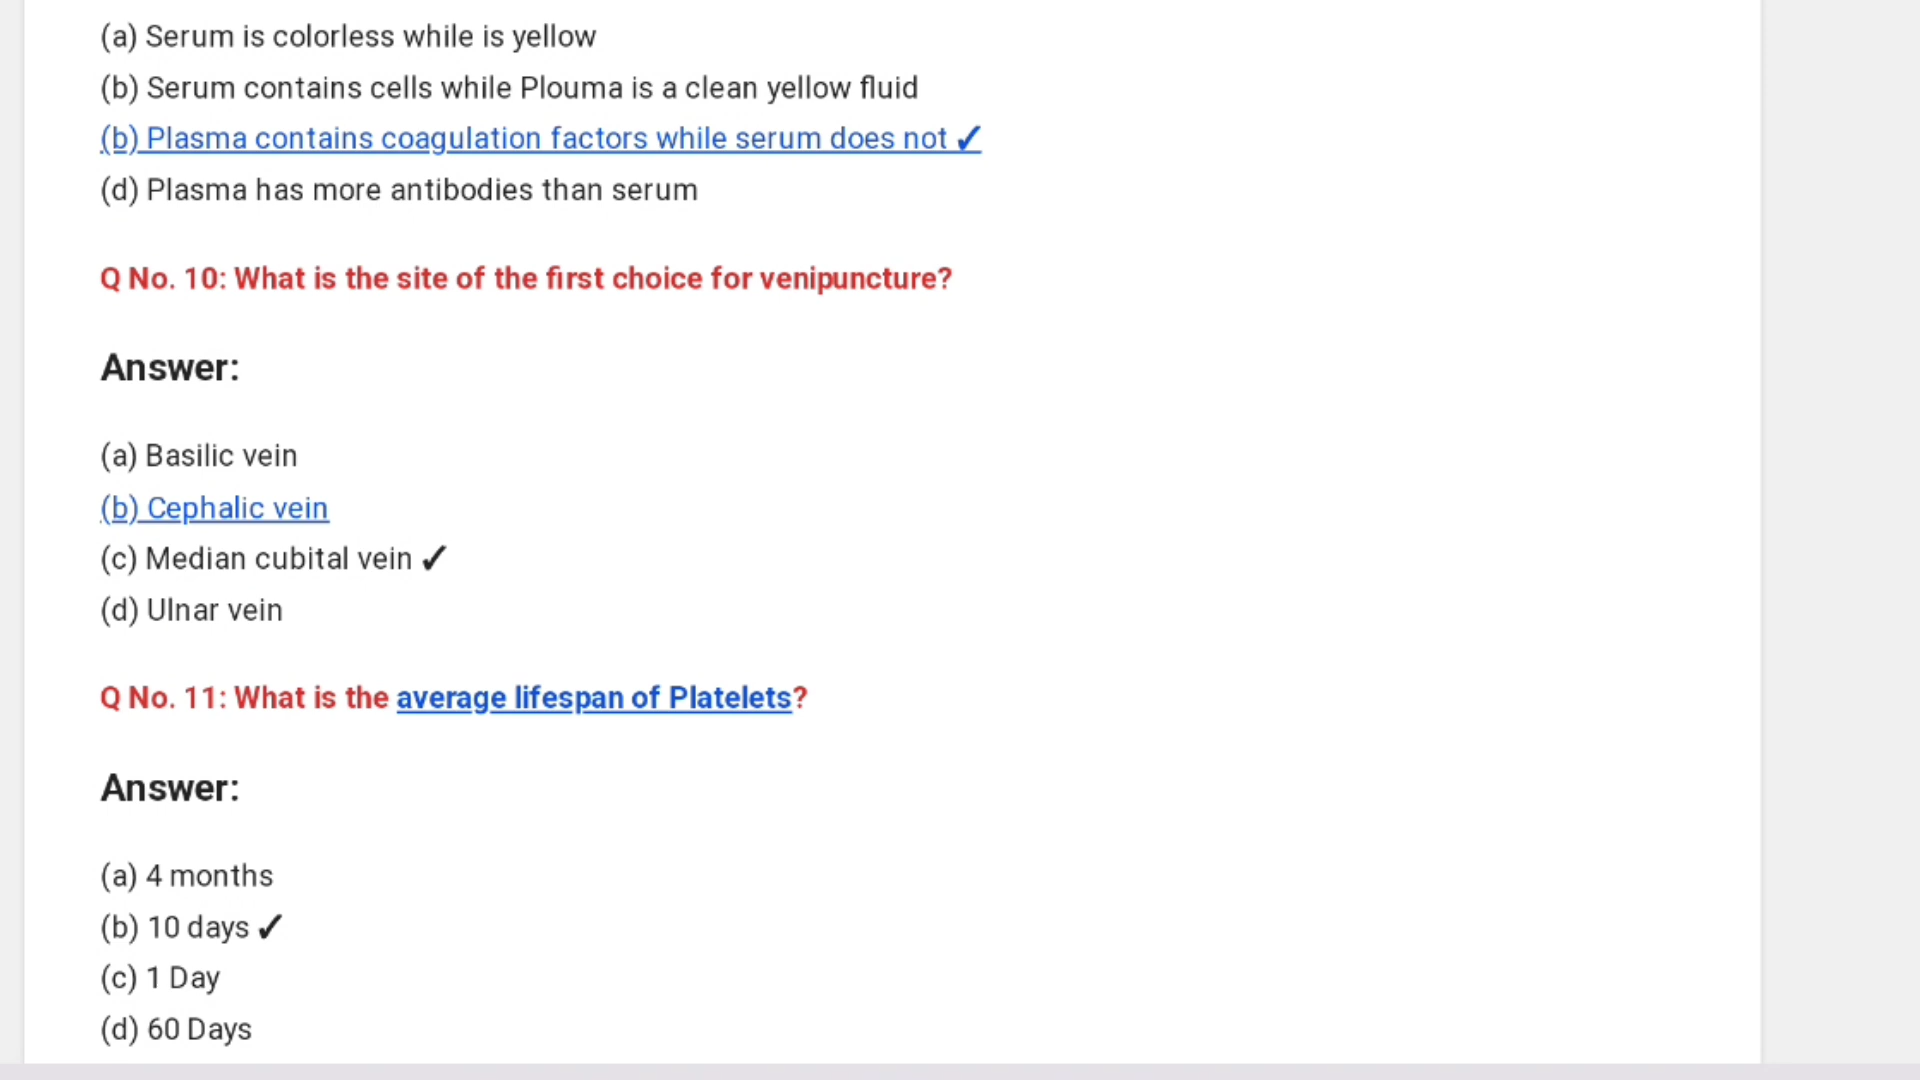 (a) Serum is colorless while is yellow
(b) Serum contains cells while Plouma is a clean yellow fluid
(b) Plasma contains coagulation factors while serum does not ✓
(d) Plasma has more antibodies than serum
Q No. 10: What is the site of the first choice for venipuncture?
Answer:
(a) Basilic vein
(b) Cephalic vein
(c) Median cubital vein ✓
(d) Ulnar vein
Q No. 11: What is the average lifespan of Platelets?
Answer:
(a) 4 months
(b) 10 days ✓
(c) 1 Day
(d) 60 Days